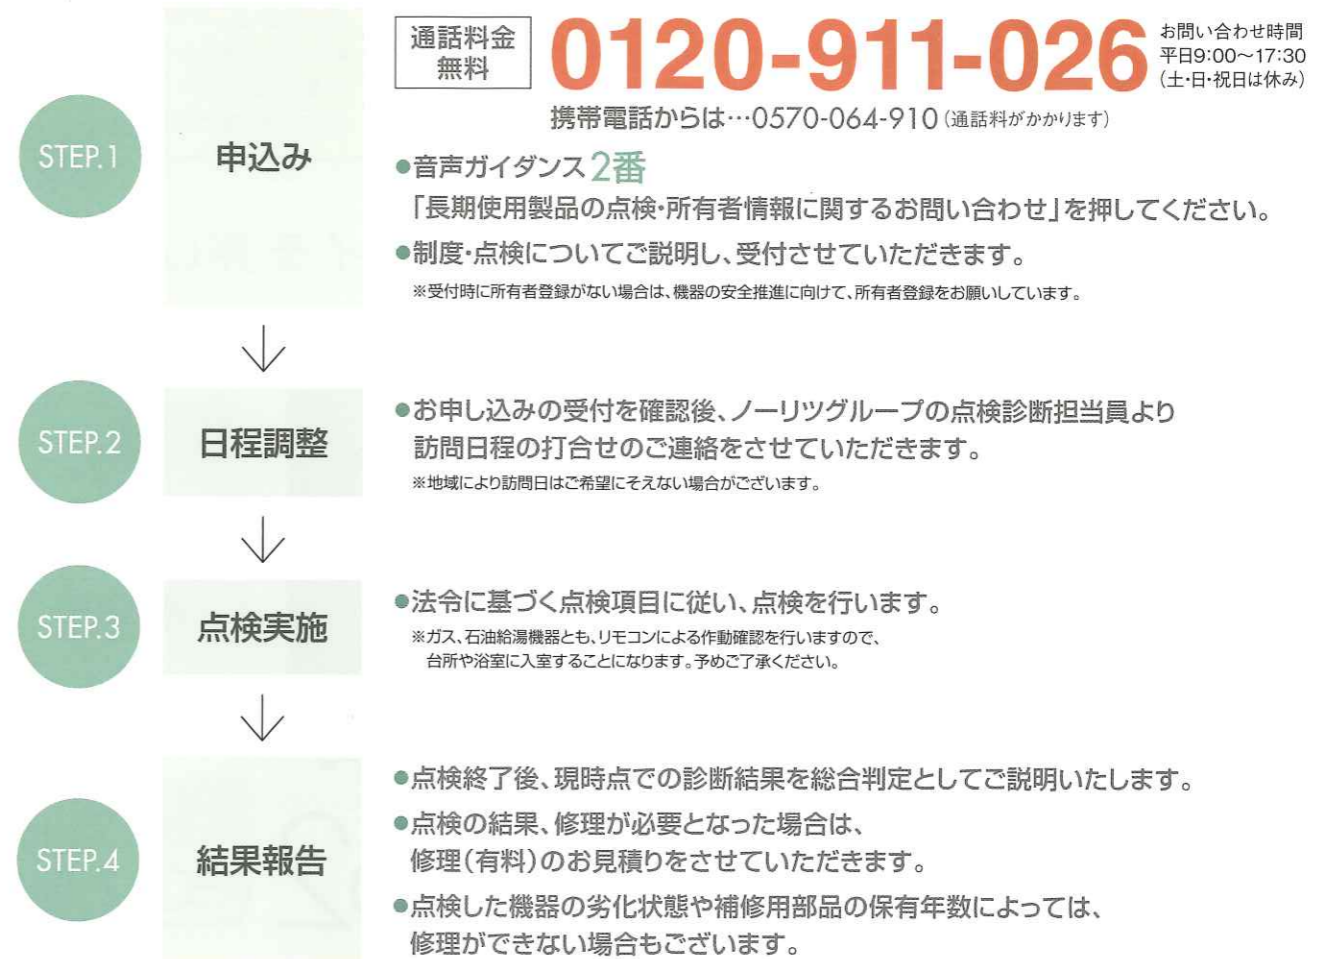 通話料金
無料
0120-911-026
お問い合わせ時間
平日9:00～17:30
(土・日・祝日は休み)
携帯電話からは…0570-064-910(通話料がかかります)
STEP.1
申込み
●音声ガイダンス2番
「長期使用製品の点検・所有者情報に関するお問い合わせ」を押してください。
●制度・点検についてご説明し、受付させていただきます。
※受付時に所有者登録がない場合は、機器の安全推進に向けて、所有者登録をお願いしています。
STEP.2
日程調整
●お申し込みの受付を確認後、ノーリツグループの点検診断担当員より
訪問日程の打合せのご連絡をさせていただきます。
※地域により訪問日はご希望にそえない場合がございます。
STEP.3
点検実施
●法令に基づく点検項目に従い、点検を行います。
※ガス、石油給湯機器とも、リモコンによる作動確認を行いますので、
台所や浴室に入室することになります。予めご了承ください。
STEP.4
結果報告
●点検終了後、現時点での診断結果を総合判定としてご説明いたします。
●点検の結果、修理が必要となった場合は、
修理(有料)のお見積りをさせていただきます。
●点検した機器の劣化状態や補修用部品の保有年数によっては、
修理ができない場合もございます。